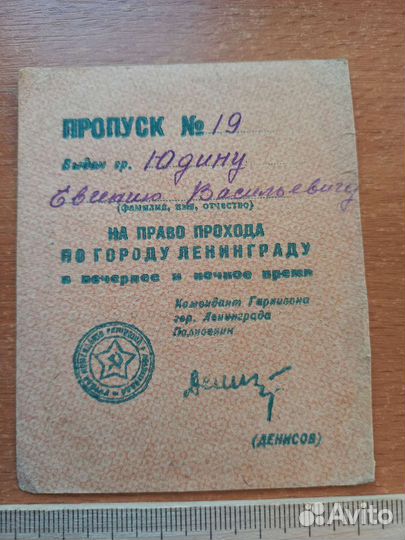 ПРОПУСК № 19
Выдан гр. Юдину
Евгению Васильевичу
(фамилия, имя, отчество)
НА ПРАВО ПРОХОДА
ПО ГОРОДУ ЛЕНИНГРАДУ
в вечернее и ночное время
Комендант Гарнизона
гор. Ленинграда
Полковник
(ДЕНИСОВ)
Avito